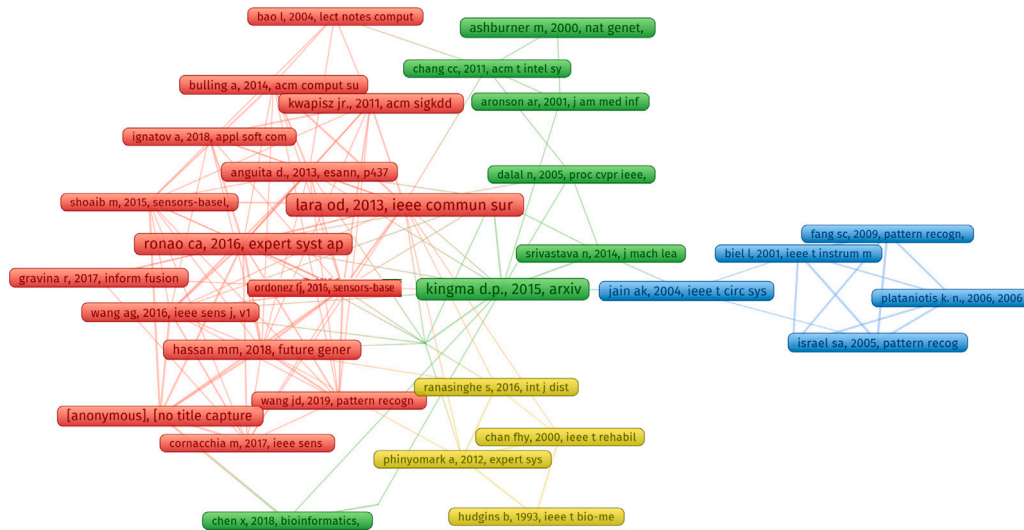 bao l, 2004, lect notes comput
ashburner m, 2000, nat genet,
chang cc, 2011, acm t intel sy
bulling a, 2014, acm comput su
kwapisz jr., 2011, acm sigkdd
aronson ar, 2001, j am med inf
ignatov a, 2018, appl soft com
anguita d., 2013, esann, p437
dalal n, 2005, proc cvpr ieee,
shoaib m, 2015, sensors-basel,
lara od, 2013, ieee commun sur
fang sc, 2009, pattern recogn,
ronao ca, 2016, expert syst ap
srivastava n, 2014, j mach lea
biel l, 2001, ieee t instrum m
gravina r, 2017, inform fusion
ordonez fj, 2016, sensors-base
kingma d.p., 2015, arxiv
jain ak, 2004, ieee t circ sys
plataniotis k. n., 2006, 2006
wang ag, 2016, ieee sens j, v1
hassan mm, 2018, future gener
israel sa, 2005, pattern recog
ranasinghe s, 2016, int j dist
wang jd, 2019, pattern recogn
[anonymous], [no title capture
cornacchia m, 2017, ieee sens
chan fhy, 2000, ieee t rehabil
phinyomark a, 2012, expert sys
chen x, 2018, bioinformatics,
hudgins b, 1993, ieee t bio-me